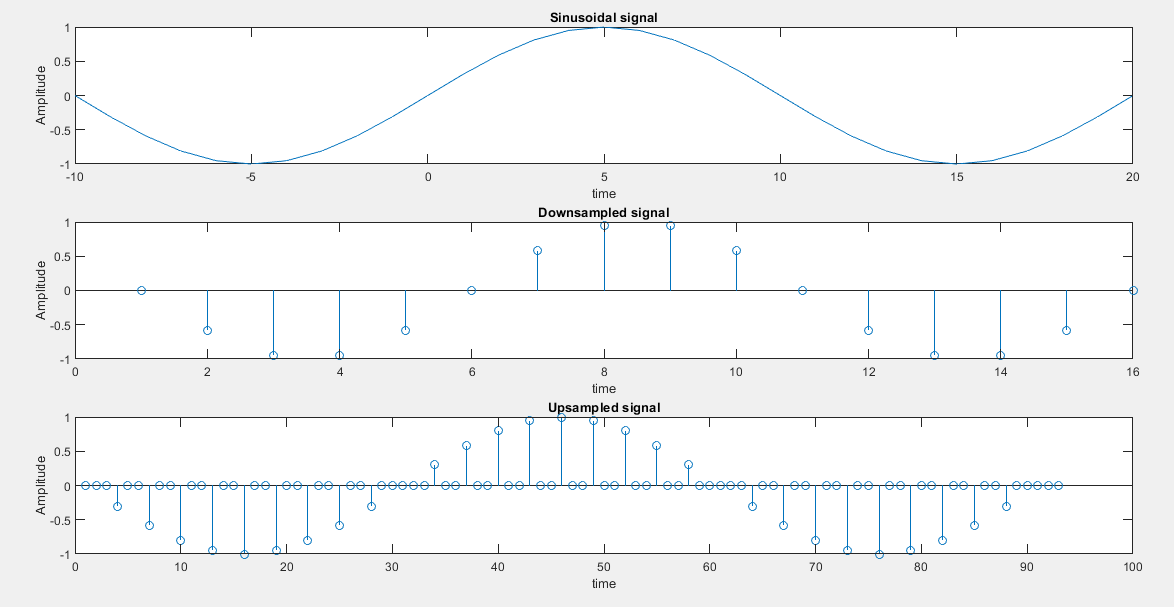 Sinusoidal signal
1
0.5
0
-0.5
-1
Amplitude
-10 -5 0 5 10 15 20
time
Downsampled signal
1
0.5
0
-0.5
-1
Amplitude
0 2 4 6 8 10 12 14 16
time
Upsampled signal
1
0.5
0
-0.5
-1
Amplitude
0 10 20 30 40 50 60 70 80 90 100
time